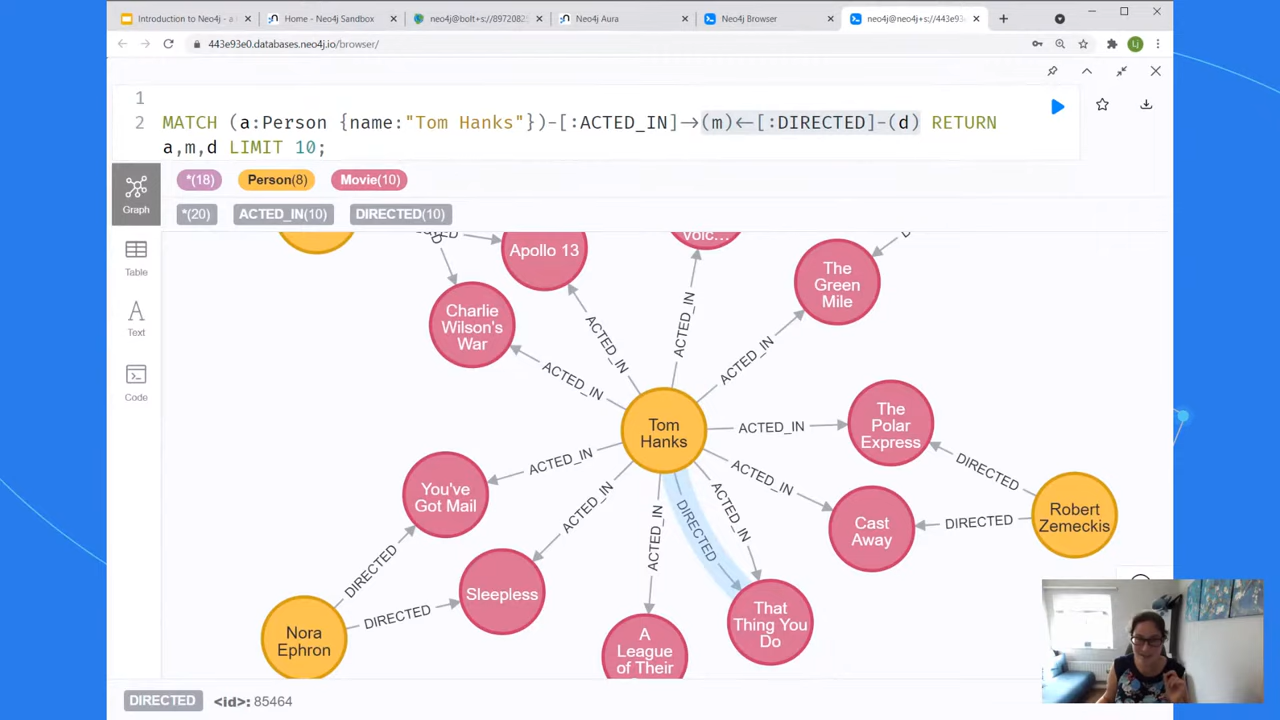 Introduction to Neo4j - a
Home - Neo4j Sandbox
neo4j@bolt+s://8972082
Neo4j Aura
Neo4j Browser
neo4j@neo4j+s://443e93
443e93e0.databases.neo4j.io/browser/
Lj
1
2 MATCH (a:Person {name:"Tom Hanks"})-[:ACTED_IN]→(m)←[:DIRECTED]-(d) RETURN
a,m,d LIMIT 10;
*(18) Person(8) Movie(10)
*(20) ACTED_IN(10) DIRECTED(10)
Graph
Table
Text
Code
Apollo 13
Volc...
The
Green
Mile
Charlie
Wilson's
War
ACTED_IN
ACTED_IN
ACTED_IN
ACTED_IN
Tom
Hanks
ACTED_IN
The
Polar
Express
DIRECTED
ACTED_IN
You've
Got Mail
ACTED_IN
ACTED_IN
DIRECTED
ACTED_IN
ACTED_IN
Cast
Away
DIRECTED
Robert
Zemeckis
DIRECTED
Sleepless
DIRECTED
Nora
Ephron
A
League
of Their
That
Thing You
Do
DIRECTED <id>: 85464